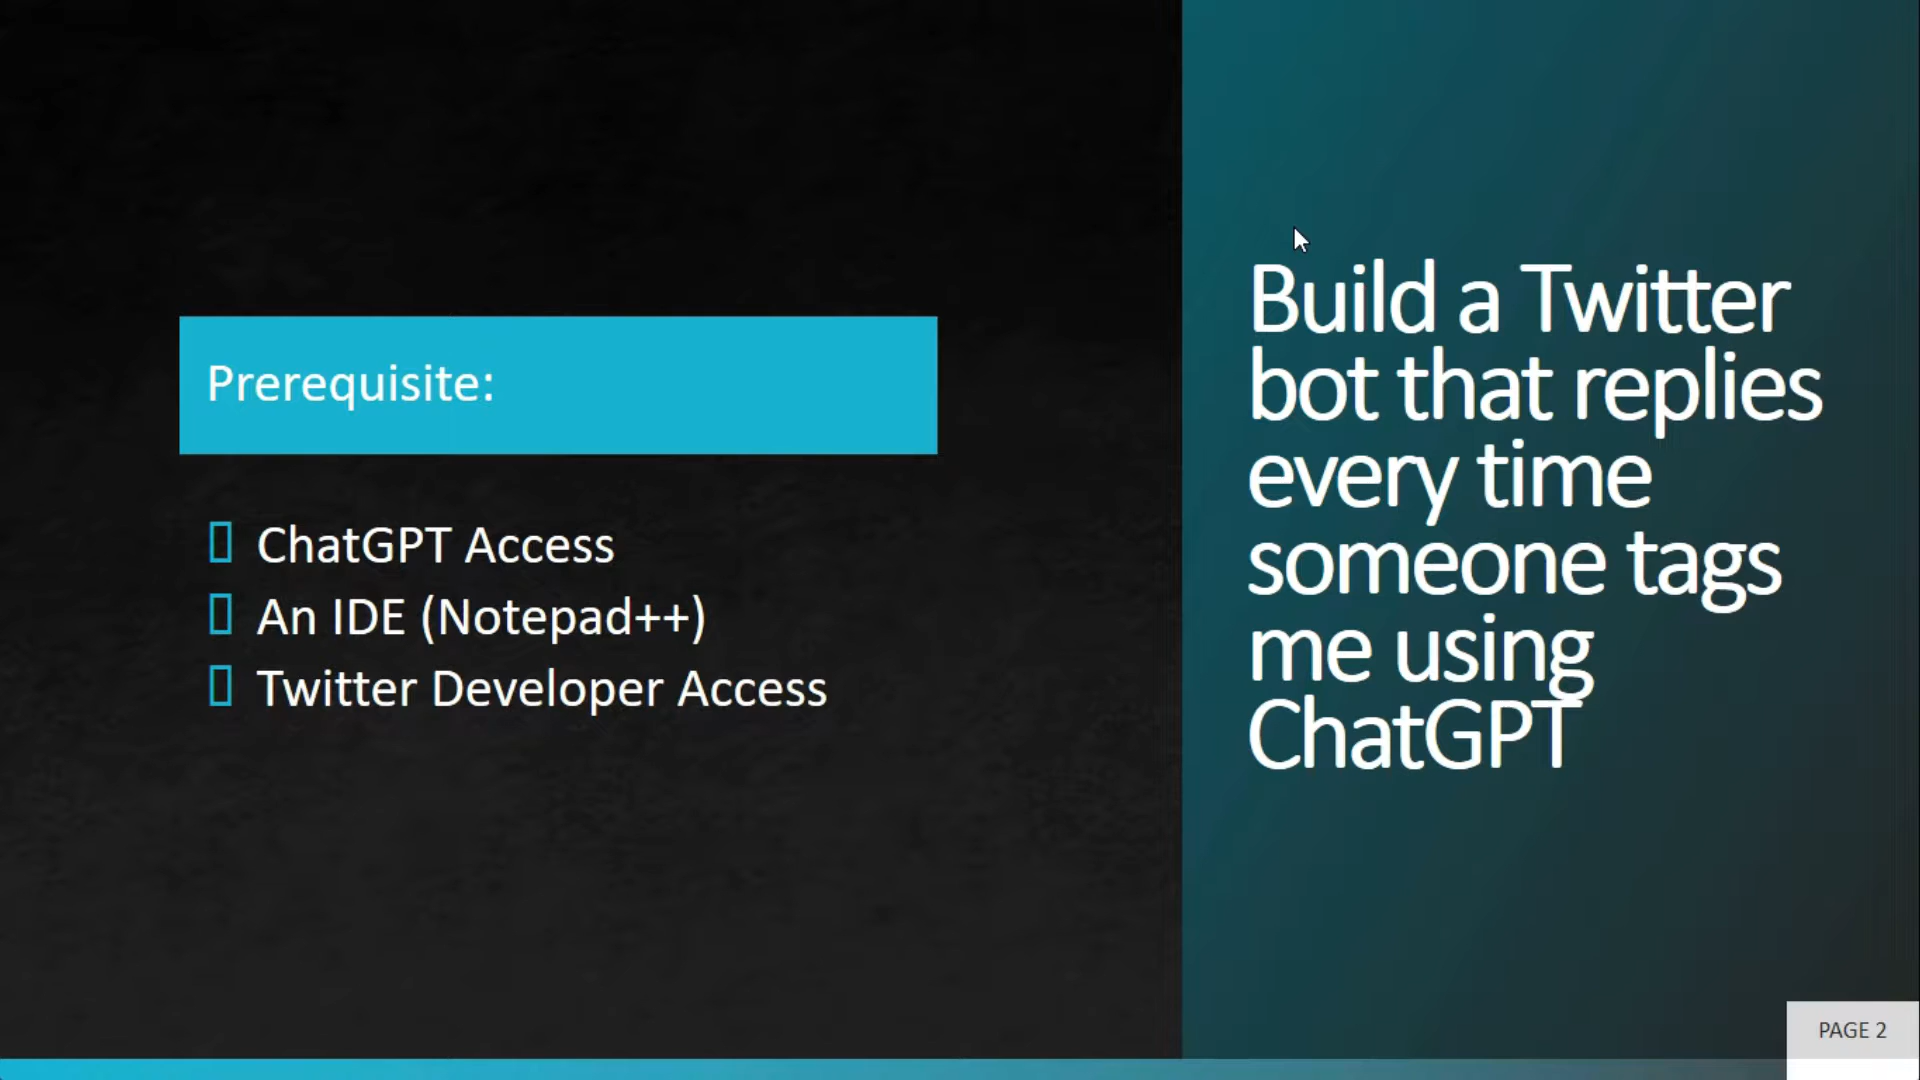 Prerequisite:
ChatGPT Access
An IDE (Notepad++)
Twitter Developer Access
Build a Twitter
bot that replies
every time
someone tags
me using
ChatGPT
PAGE 2